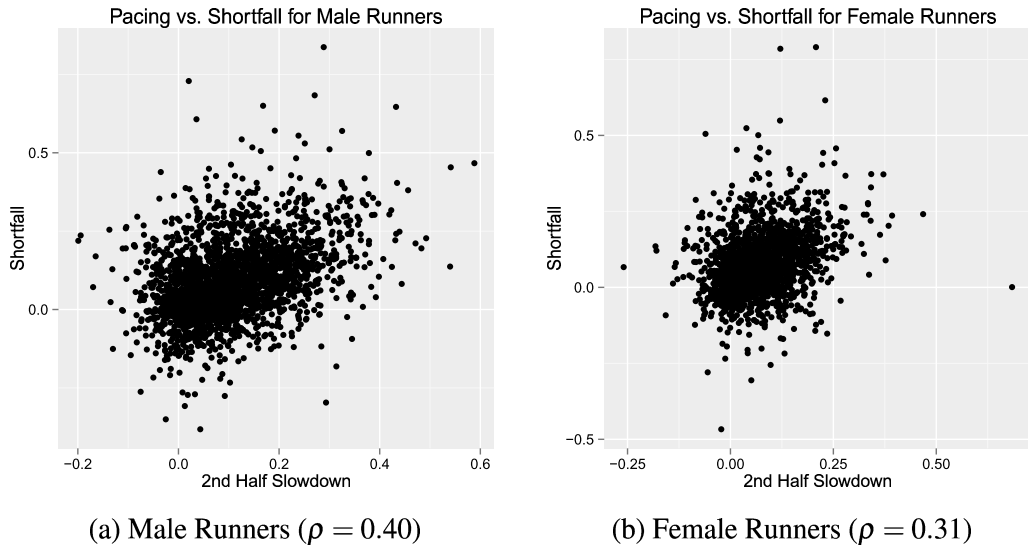 Pacing vs. Shortfall for Male Runners
Shortfall
0.5
0.0
−0.2 0.0 0.2 0.4 0.6
2nd Half Slowdown
(a) Male Runners (ρ = 0.40)
Pacing vs. Shortfall for Female Runners
Shortfall
0.5
0.0
−0.5
−0.25 0.00 0.25 0.50
2nd Half Slowdown
(b) Female Runners (ρ = 0.31)